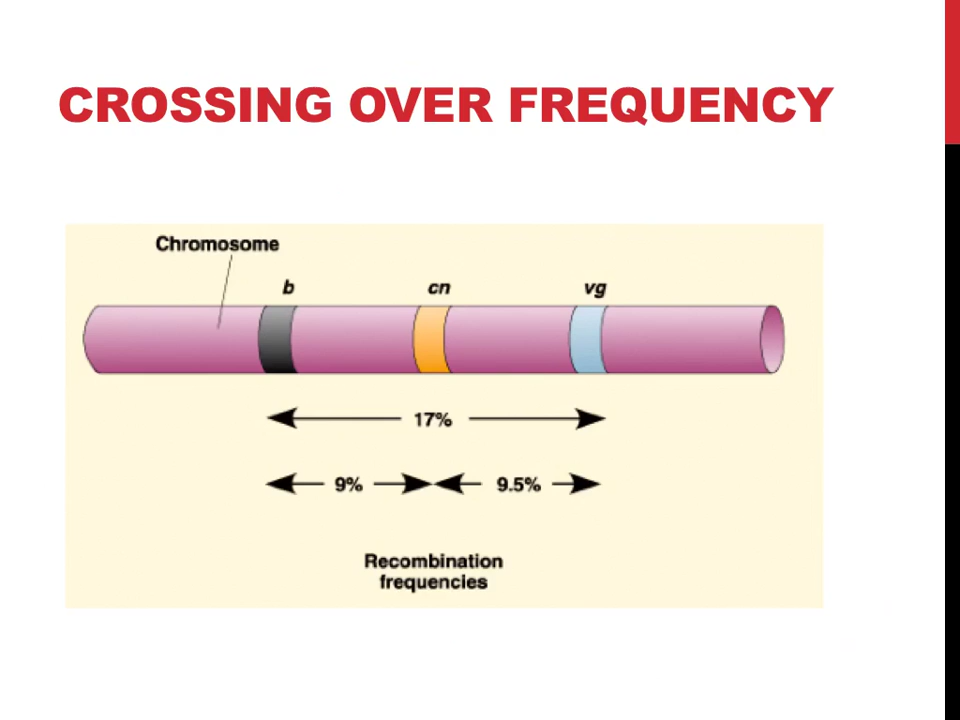 CROSSING OVER FREQUENCY
Chromosome
b cn vg
17%
9% 9.5%
Recombination
frequencies